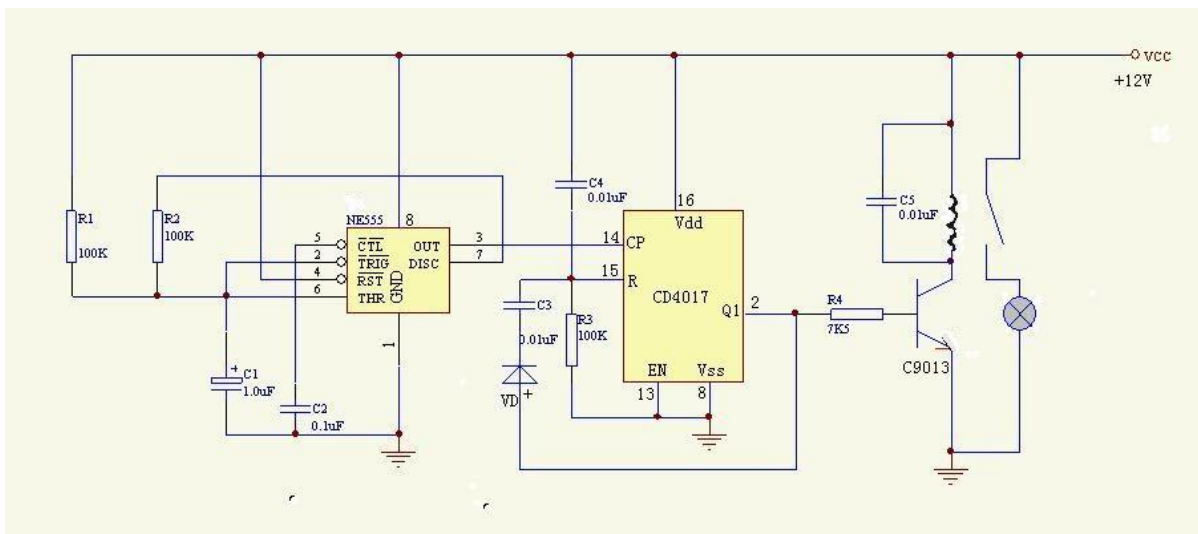 VCC
+12V
R1
100K
R2
100K
NE555
8
5
CTL
OUT
3
2
TRIG
DISC
7
4
RST
6
THR
GND
1
C1
+
1.0uF
C2
0.1uF
C4
0.01uF
16
Vdd
14
CP
15
R
CD4017
Q1
2
C3
0.01uF
R3
100K
EN
Vss
13
8
VD
+
R4
7K5
C5
0.01uF
C9013